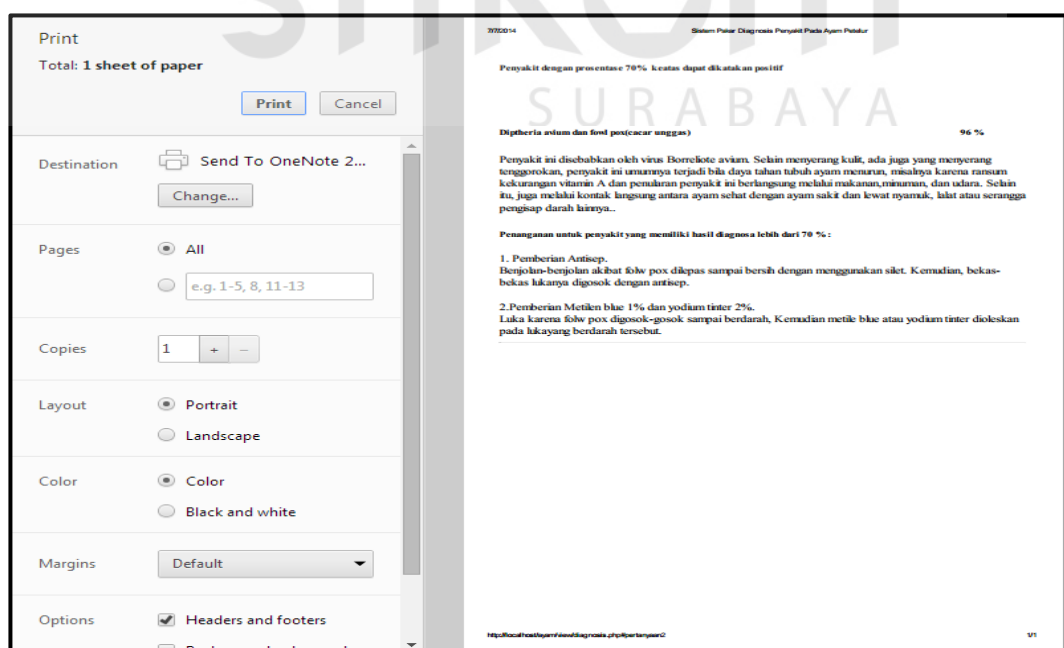 Print
Total: 1 sheet of paper
Print Cancel
Destination
Send To OneNote 2...
Change...
Pages
All
e.g. 1-5, 8, 11-13
Copies
1 + −
Layout
Portrait
Landscape
Color
Color
Black and white
Margins
Default
Options
Headers and footers
SURABAYA
7/7/2014 Sistem Pakar Diagnosis Penyakit Pada Ayam Petelur
Penyakit dengan prosentase 70% keatas dapat dikatakan positif
Diptheria avium dan fowl pox(cacar unggas) 96 %
Penyakit ini disebabkan oleh virus Borreliote avium. Selain menyerang kulit, ada juga yang menyerang
tenggorokan, penyakit ini umumnya terjadi bila daya tahan tubuh ayam menurun, misalnya karena ransum
kekurangan vitamin A dan penularan penyakit ini berlangsung melalui makanan,minuman, dan udara. Selain
itu, juga melalui kontak langsung antara ayam sehat dengan ayam sakit dan lewat nyamuk, lalat atau serangga
pengisap darah lainnya..
Penanganan untuk penyakit yang memiliki hasil diagnosa lebih dari 70 % :
1. Pemberian Antisep.
Benjolan-benjolan akibat folw pox dilepas sampai bersih dengan menggunakan silet. Kemudian, bekas-
bekas lukanya digosok dengan antisep.
2.Pemberian Metilen blue 1% dan yodium tinter 2%.
Luka karena folw pox digosok-gosok sampai berdarah, Kemudian metile blue atau yodium tinter dioleskan
pada lukayang berdarah tersebut.
http://localhost/ayam/view/diagnosis.php#pertanyaan2 1/1